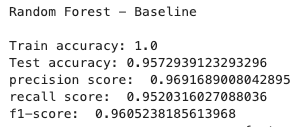 Random Forest - Baseline
Train accuracy: 1.0
Test accuracy: 0.9572939123293296
precision score:  0.9691689008042895
recall score:  0.9520316027088036
f1-score:  0.9605238185613968